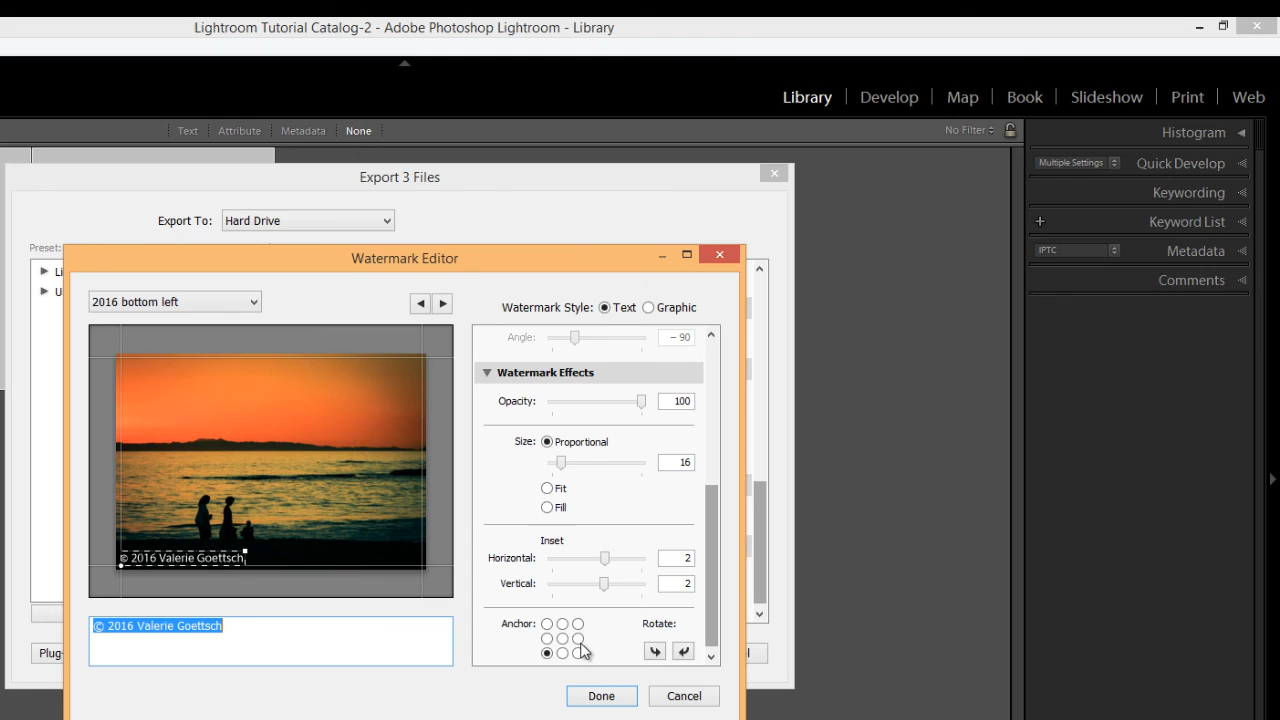 Lightroom Tutorial Catalog-2 - Adobe Photoshop Lightroom - Library
Library Develop Map Book Slideshow Print Web
Text Attribute Metadata None No Filter
Histogram
Export 3 Files
Multiple Settings Quick Develop
Keywording
Export To: Hard Drive
Keyword List
Preset:
IPTC Metadata
Watermark Editor
Li
Comments
U
2016 bottom left
Watermark Style: Text Graphic
Angle: - 90
Watermark Effects
Opacity: 100
Size: Proportional
16
Fit
Fill
Inset
Horizontal: 2
© 2016 Valerie Goettsch
Vertical: 2
Anchor: Rotate:
© 2016 Valerie Goettsch
Plug-
l
Done Cancel